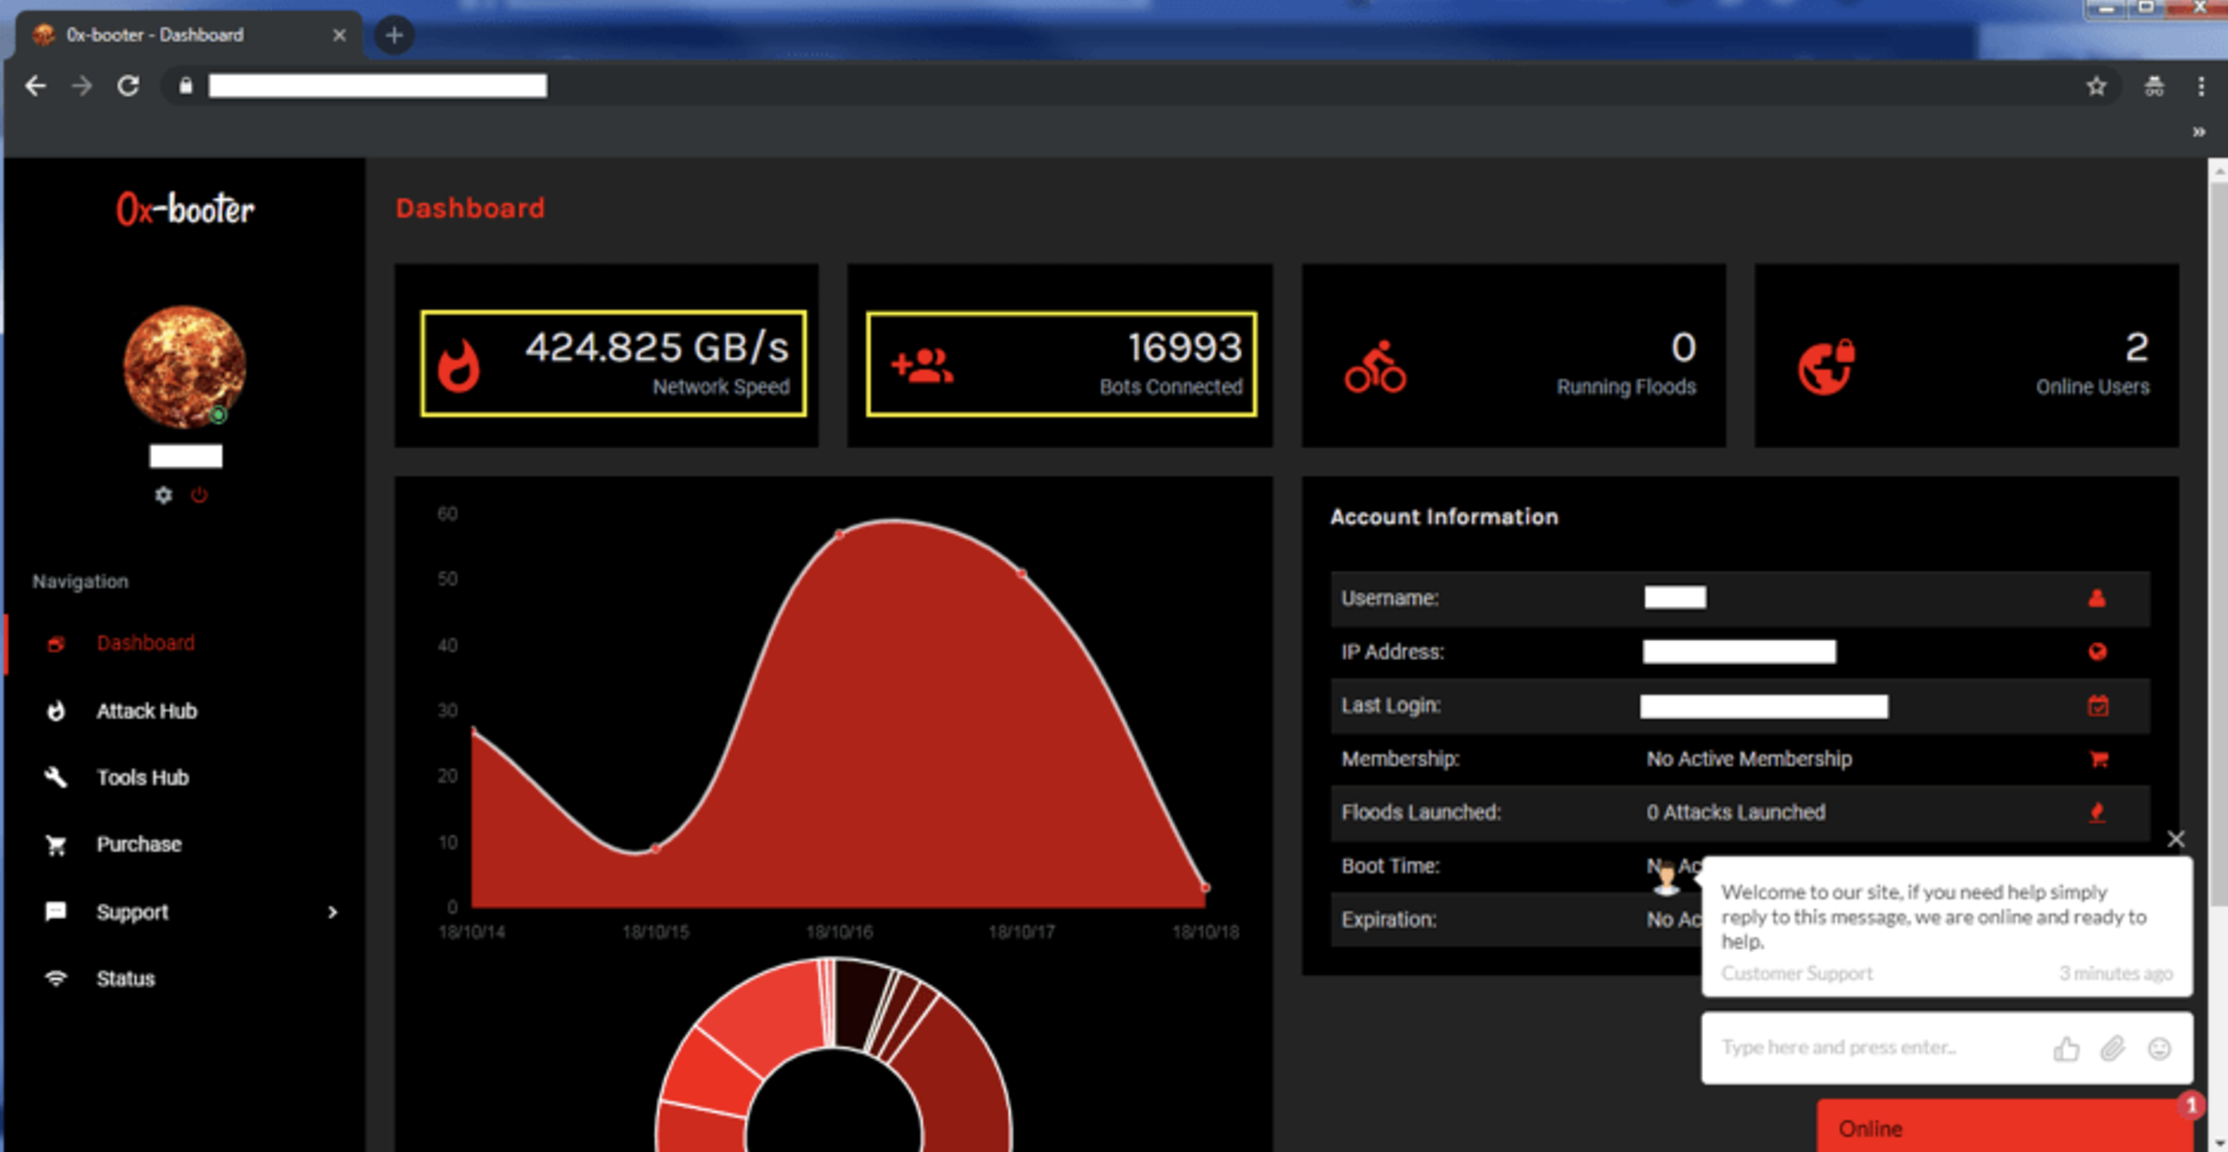 0x-booter - Dashboard
0x-booter
Dashboard
424.825 GB/s
Network Speed
16993
Bots Connected
0
Running Floods
2
Online Users
Navigation
Dashboard
Attack Hub
Tools Hub
Purchase
Support
Status
60
50
40
30
20
10
0
18/10/14 18/10/15 18/10/16 18/10/17 18/10/18
Account Information
Username:
IP Address:
Last Login:
Membership: No Active Membership
Floods Launched: 0 Attacks Launched
Boot Time:
Expiration: No Ac
Welcome to our site, if you need help simply
reply to this message, we are online and ready to
help.
Customer Support 3 minutes ago
Type here and press enter..
Online
1